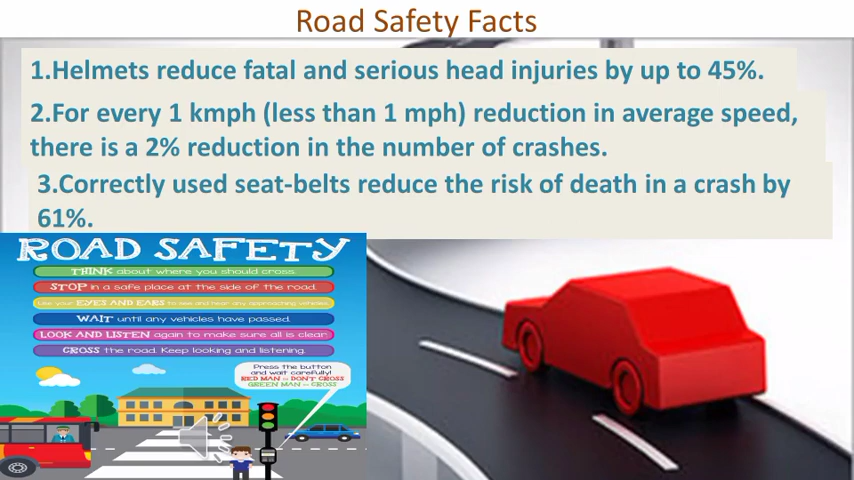 Road Safety Facts
1.Helmets reduce fatal and serious head injuries by up to 45%.
2.For every 1 kmph (less than 1 mph) reduction in average speed,
there is a 2% reduction in the number of crashes.
3.Correctly used seat-belts reduce the risk of death in a crash by
61%.
ROAD SAFETY
THINK about where you should cross.
STOP in a safe place at the side of the road.
Use your EYES AND EARS to see and hear any approaching vehicles.
WAIT until any vehicles have passed.
LOOK AND LISTEN again to make sure all is clear
CROSS the road. Keep looking and listening.
Press the button
and wait carefully!
RED MAN = DON'T CROSS
GREEN MAN = CROSS